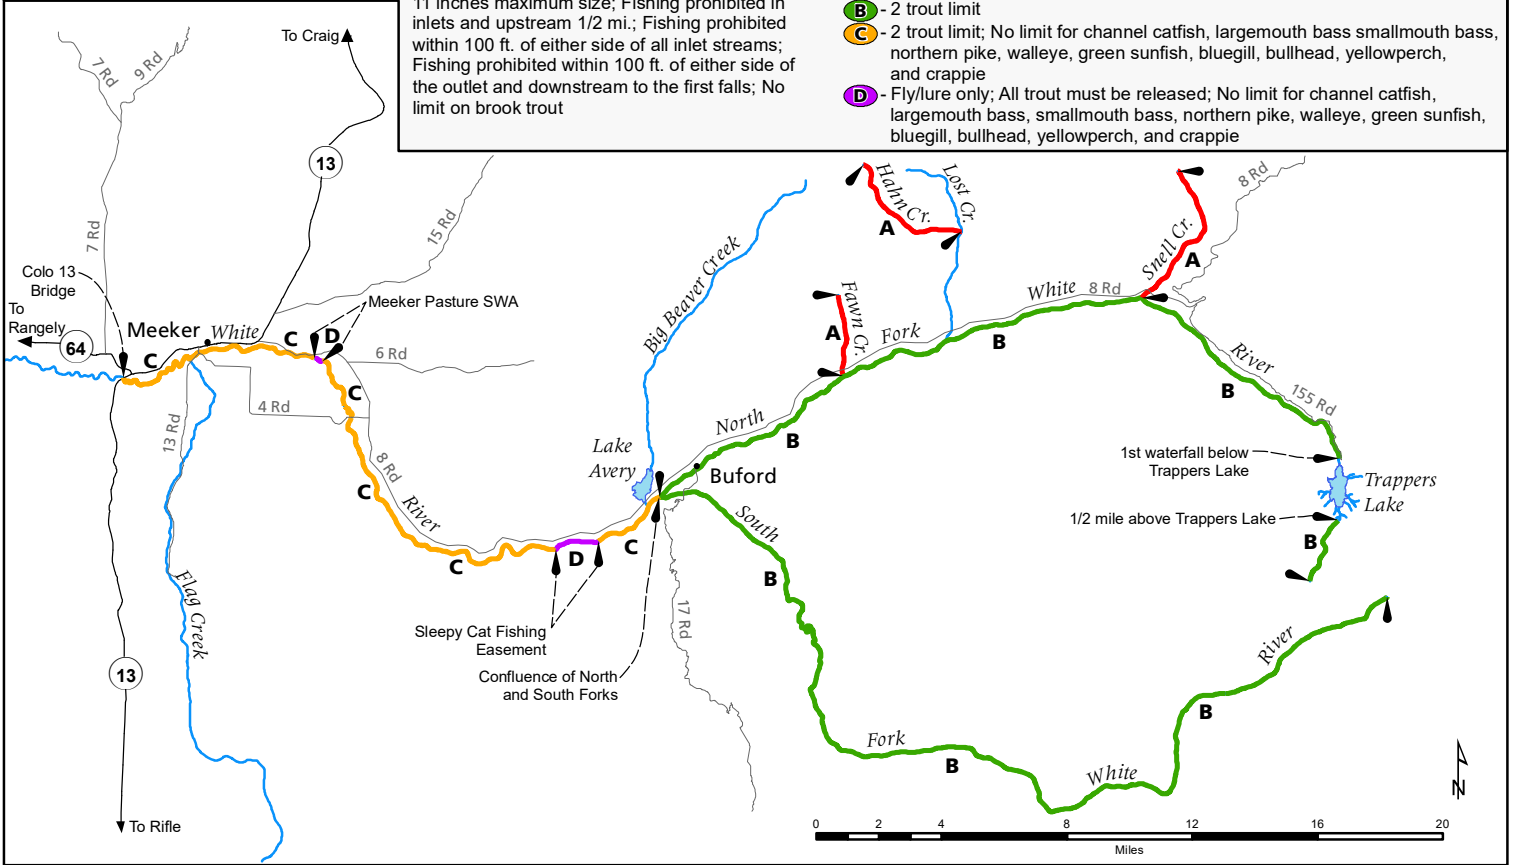 11 inches maximum size; Fishing prohibited in
inlets and upstream 1/2 mi.; Fishing prohibited
within 100 ft. of either side of all inlet streams;
Fishing prohibited within 100 ft. of either side of
the outlet and downstream to the first falls; No
limit on brook trout
B - 2 trout limit
C - 2 trout limit; No limit for channel catfish, largemouth bass smallmouth bass,
northern pike, walleye, green sunfish, bluegill, bullhead, yellowperch,
and crappie
D - Fly/lure only; All trout must be released; No limit for channel catfish,
largemouth bass, smallmouth bass, northern pike, walleye, green sunfish,
bluegill, bullhead, yellowperch, and crappie
To Craig
7 Rd
9 Rd
13
7 Rd
15 Rd
Colo 13
Bridge
To
Rangely
64
Meeker
White
C
C
D
Meeker Pasture SWA
6 Rd
C
4 Rd
13 Rd
8 Rd
C
River
C
D
C
Sleepy Cat Fishing
Easement
Confluence of North
and South Forks
Flag Creek
13
To Rifle
Big Beaver Creek
Lake
Avery
Buford
North
B
17 Rd
Hahn Cr.
A
Lost Cr.
Fawn Cr.
A
Fork
White
8 Rd
B
Snell Cr.
A
8 Rd
River
B
155 Rd
1st waterfall below
Trappers Lake
Trappers
Lake
1/2 mile above Trappers Lake
B
South
B
River
B
Fork
B
White
N
0
2
4
8
12
16
20
Miles